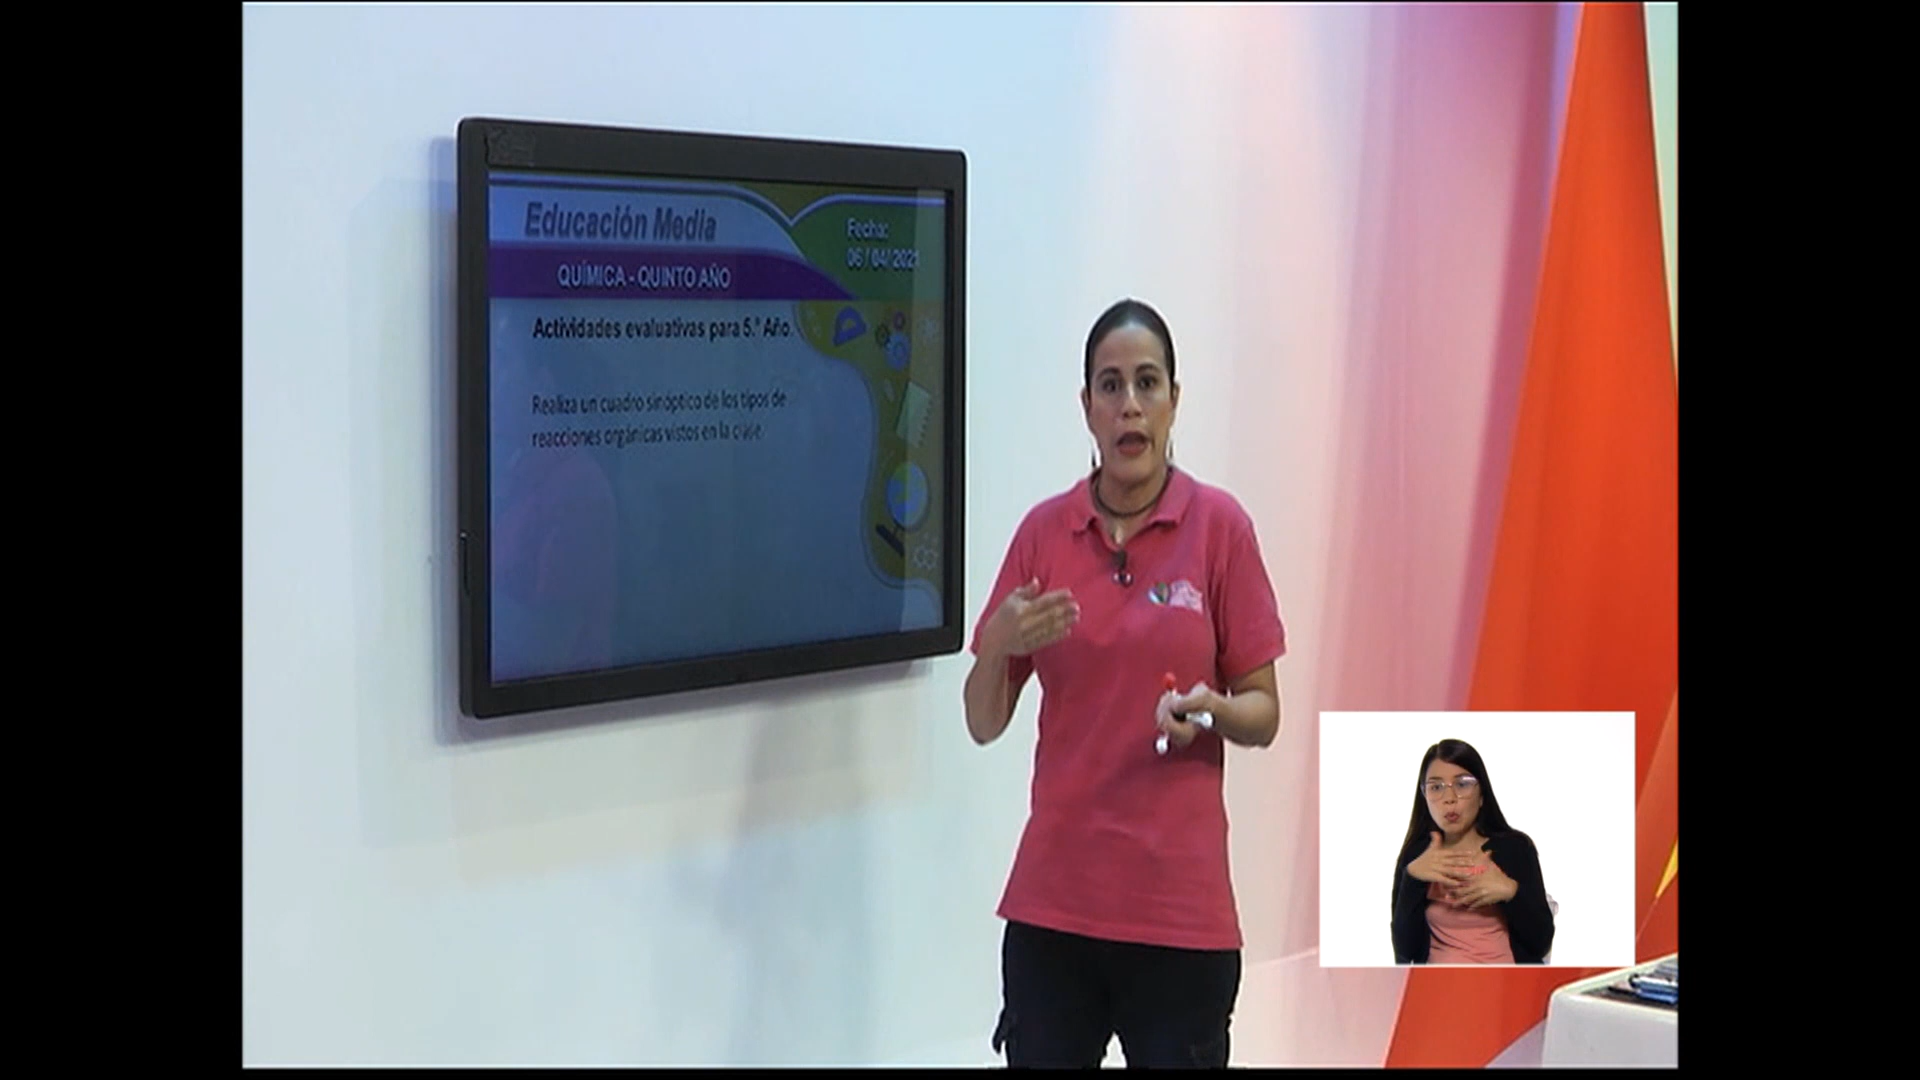 Educación Media
Fecha:
06 / 04/ 2021
QUÍMICA - QUINTO AÑO
Actividades evaluativas para 5.° Año.
Realiza un cuadro sinóptico de los tipos de
reacciones orgánicas vistos en la clase.